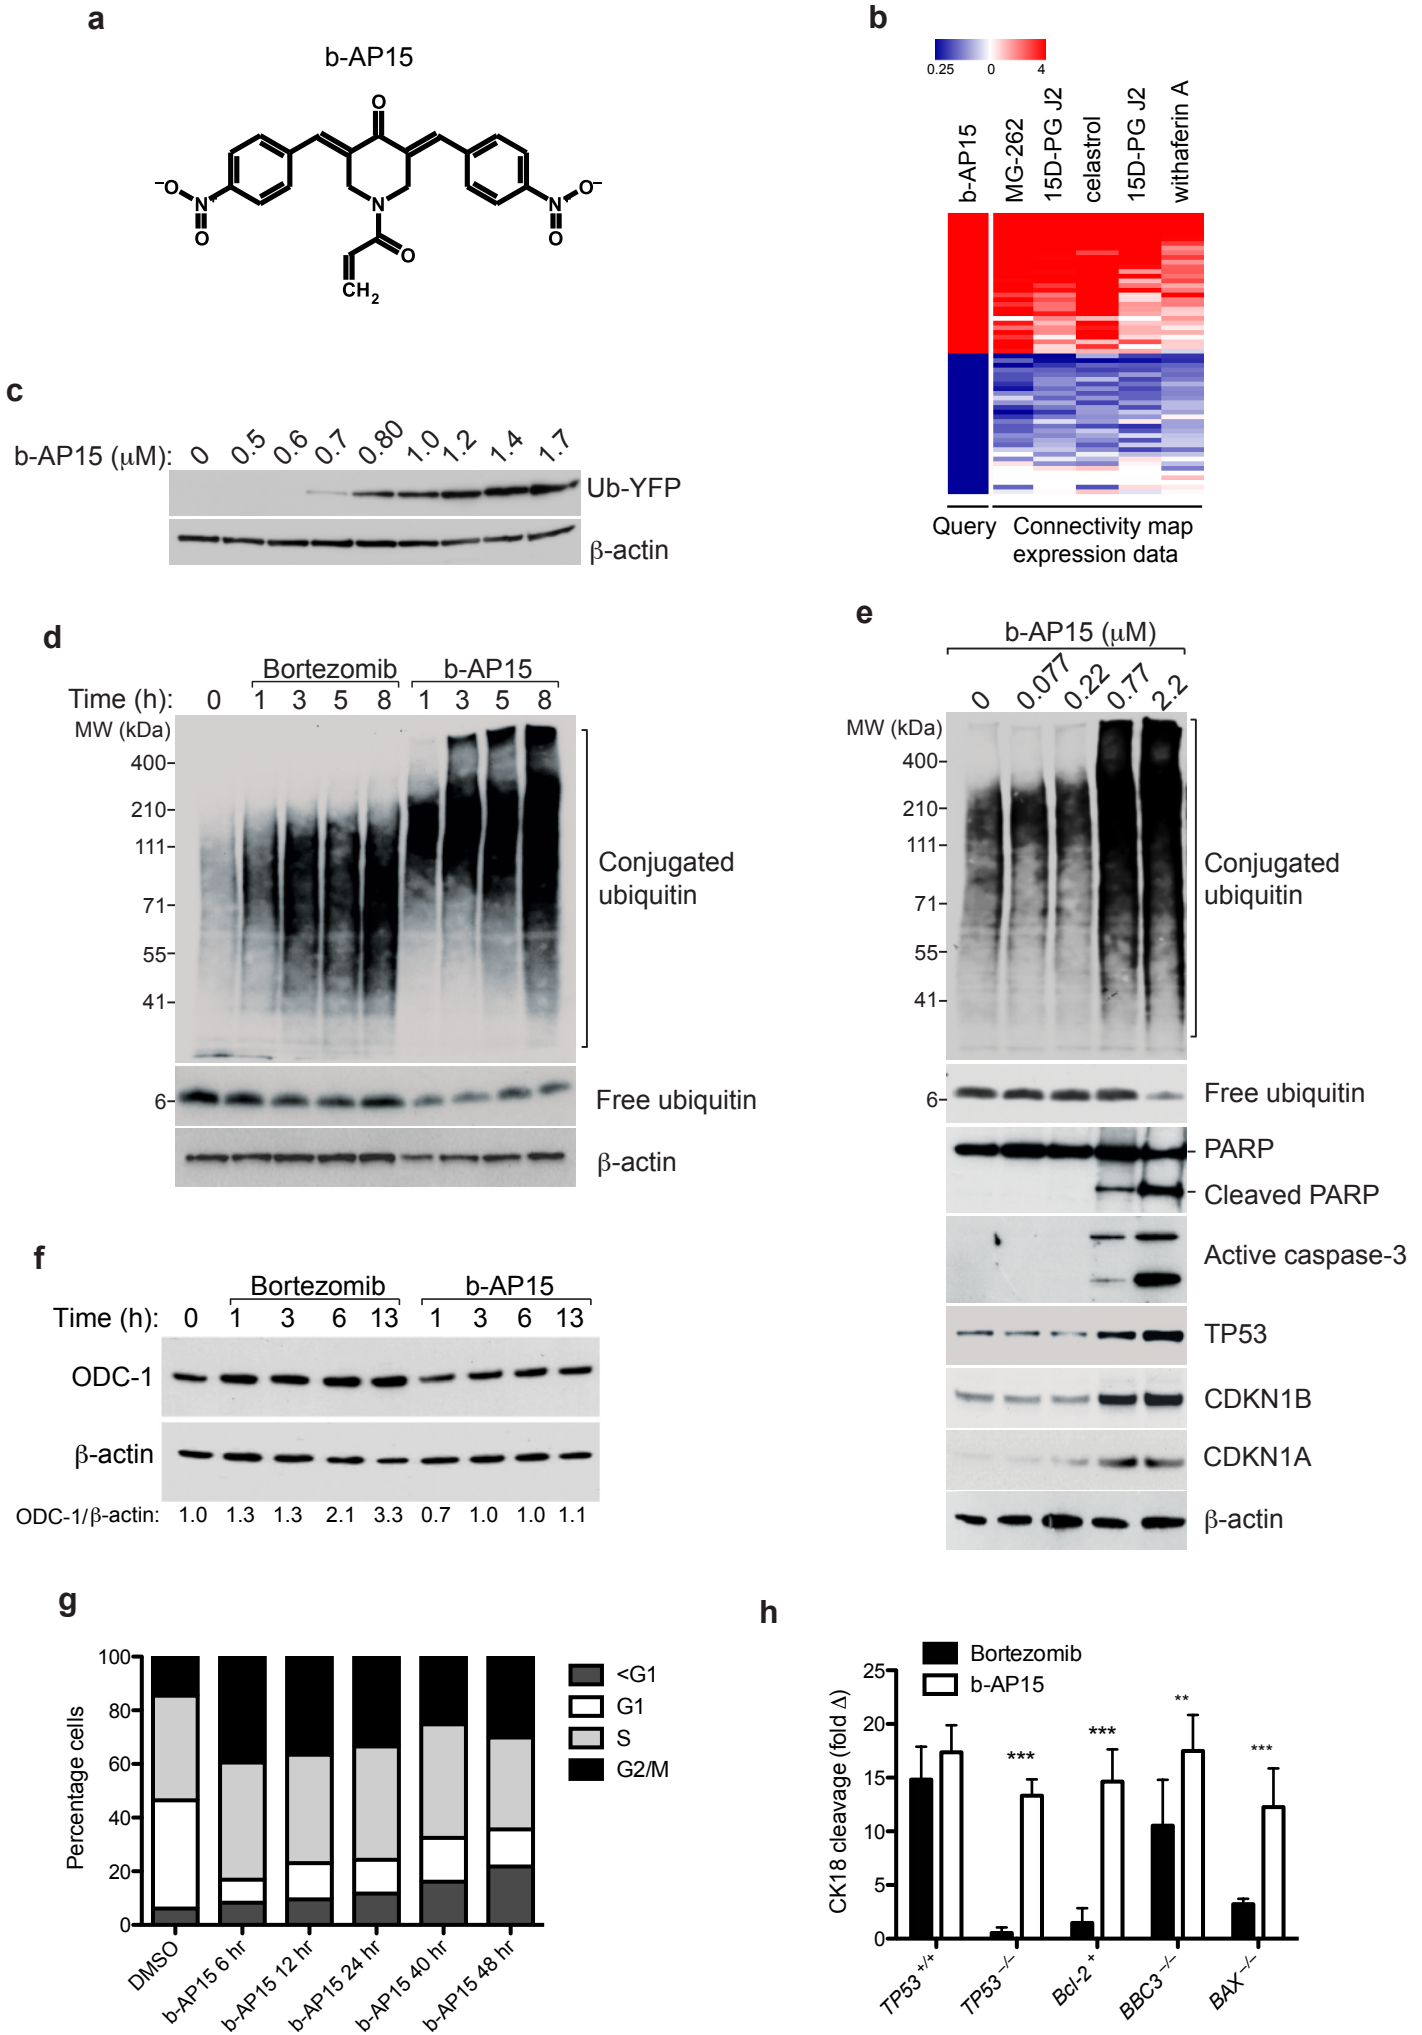 a
b-AP15
O
−O
N+
O
N
O
CH2
N+
O−
O
b
0.25 0 4
b-AP15
MG-262
15D-PG J2
celastrol
15D-PG J2
withaferin A
Query
Connectivity map
expression data
c
b-AP15 (μM): 0 0.5 0.6 0.7 0.80 1.0 1.2 1.4 1.7
Ub-YFP
β-actin
d
Bortezomib b-AP15
Time (h): 0 1 3 5 8 1 3 5 8
MW (kDa)
400
210
111
71
55
41
Conjugated
ubiquitin
6
Free ubiquitin
β-actin
e
b-AP15 (μM)
0 0.077 0.22 0.77 2.2
MW (kDa)
400
210
111
71
55
41
Conjugated
ubiquitin
6
Free ubiquitin
PARP
Cleaved PARP
Active caspase-3
TP53
CDKN1B
CDKN1A
β-actin
f
Bortezomib b-AP15
Time (h): 0 1 3 6 13 1 3 6 13
ODC-1
β-actin
ODC-1/β-actin: 1.0 1.3 1.3 2.1 3.3 0.7 1.0 1.0 1.1
g
Percentage cells
100
80
60
40
20
0
DMSO
b-AP15 6 hr
b-AP15 12 hr
b-AP15 24 hr
b-AP15 40 hr
b-AP15 48 hr
<G1
G1
S
G2/M
h
Bortezomib
b-AP15
CK18 cleavage (fold Δ)
25
20
15
10
5
0
***
***
**
***
TP53+/+
TP53−/−
Bcl-2+
BBC3−/−
BAX−/−